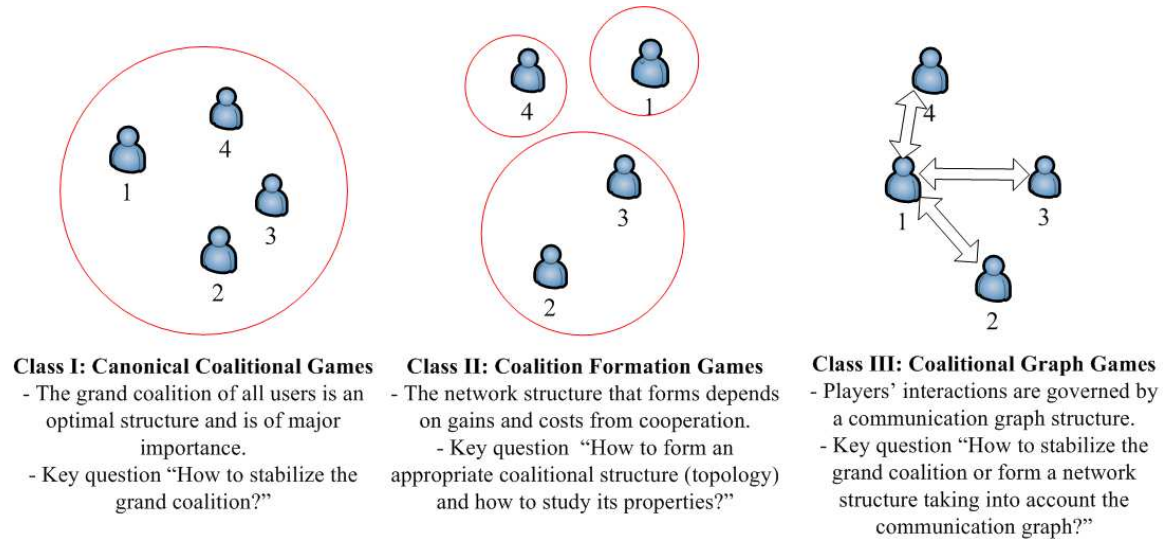 1
4
3
2
Class I: Canonical Coalitional Games
- The grand coalition of all users is an
optimal structure and is of major
importance.
- Key question “How to stabilize the
grand coalition?”
4
1
3
2
Class II: Coalition Formation Games
- The network structure that forms depends
on gains and costs from cooperation.
- Key question “How to form an
appropriate coalitional structure (topology)
and how to study its properties?”
4
1
3
2
Class III: Coalitional Graph Games
- Players’ interactions are governed by
a communication graph structure.
- Key question “How to stabilize the
grand coalition or form a network
structure taking into account the
communication graph?”